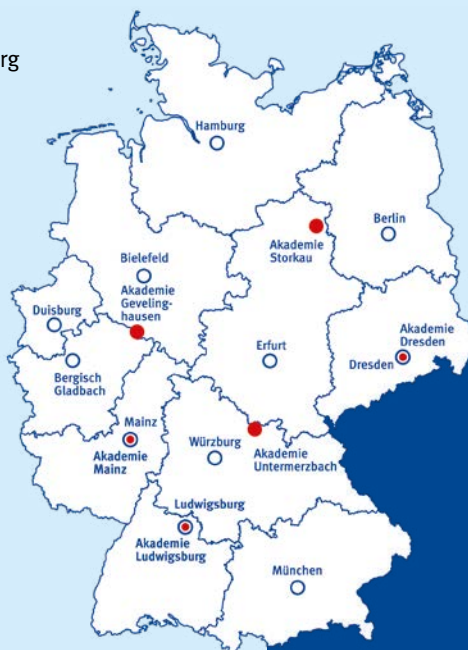 rg
Hamburg
Berlin
Akademie
Storkau
Bielefeld
Akademie
Geveling-
hausen
Duisburg
Bergisch
Gladbach
Erfurt
Akademie
Dresden
Dresden
Mainz
Akademie
Mainz
Würzburg
Akademie
Untermerzbach
Ludwigsburg
Akademie
Ludwigsburg
München